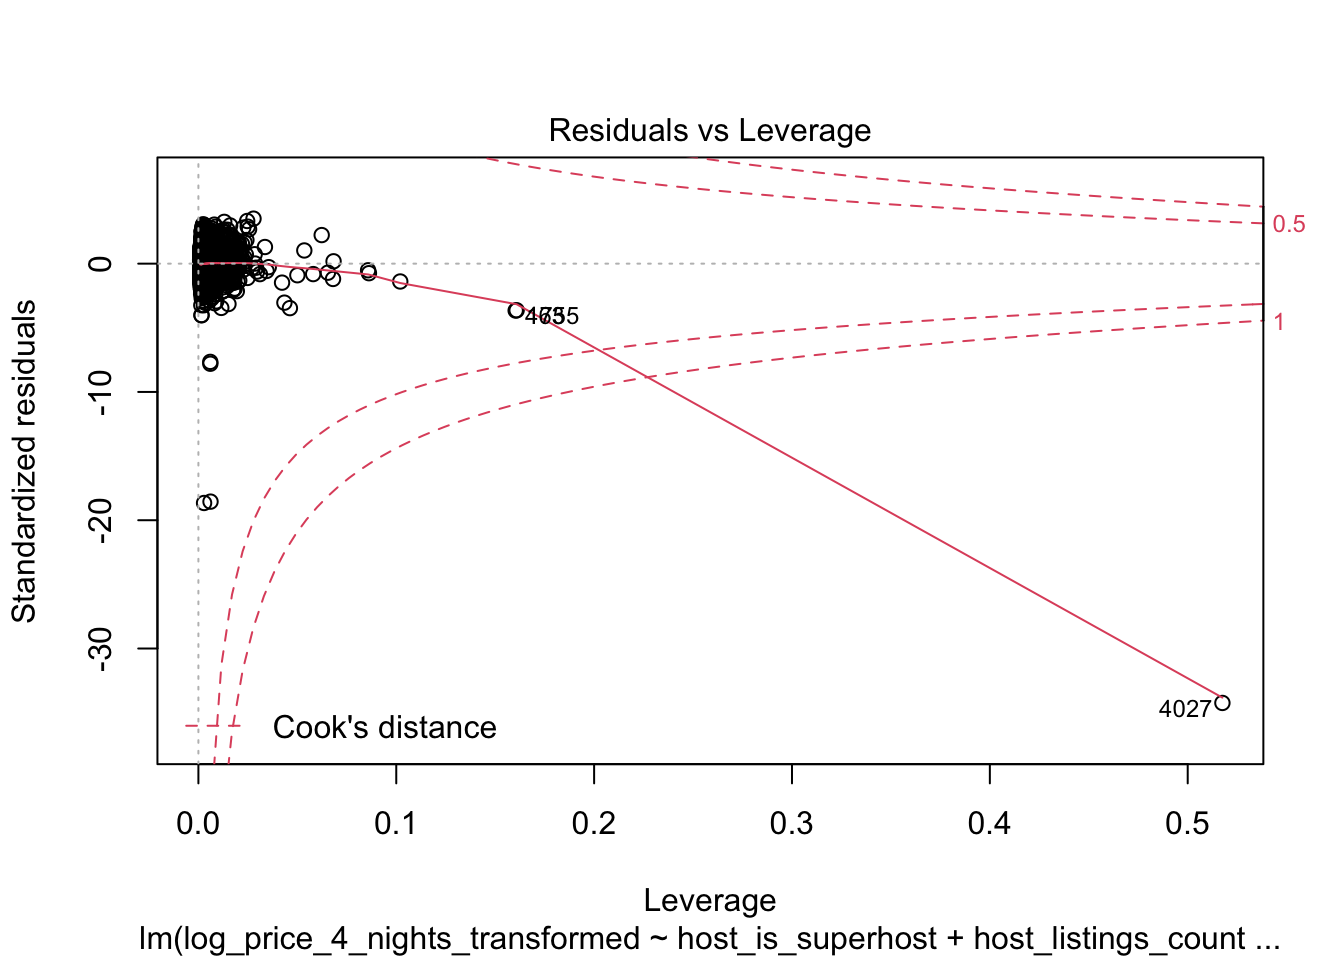 Residuals vs Leverage
Standardized residuals
0
-10
-20
-30
0.5
1
4027
Cook's distance
0.0 0.1 0.2 0.3 0.4 0.5
Leverage
lm(log_price_4_nights_transformed ~ host_is_superhost + host_listings_count ...